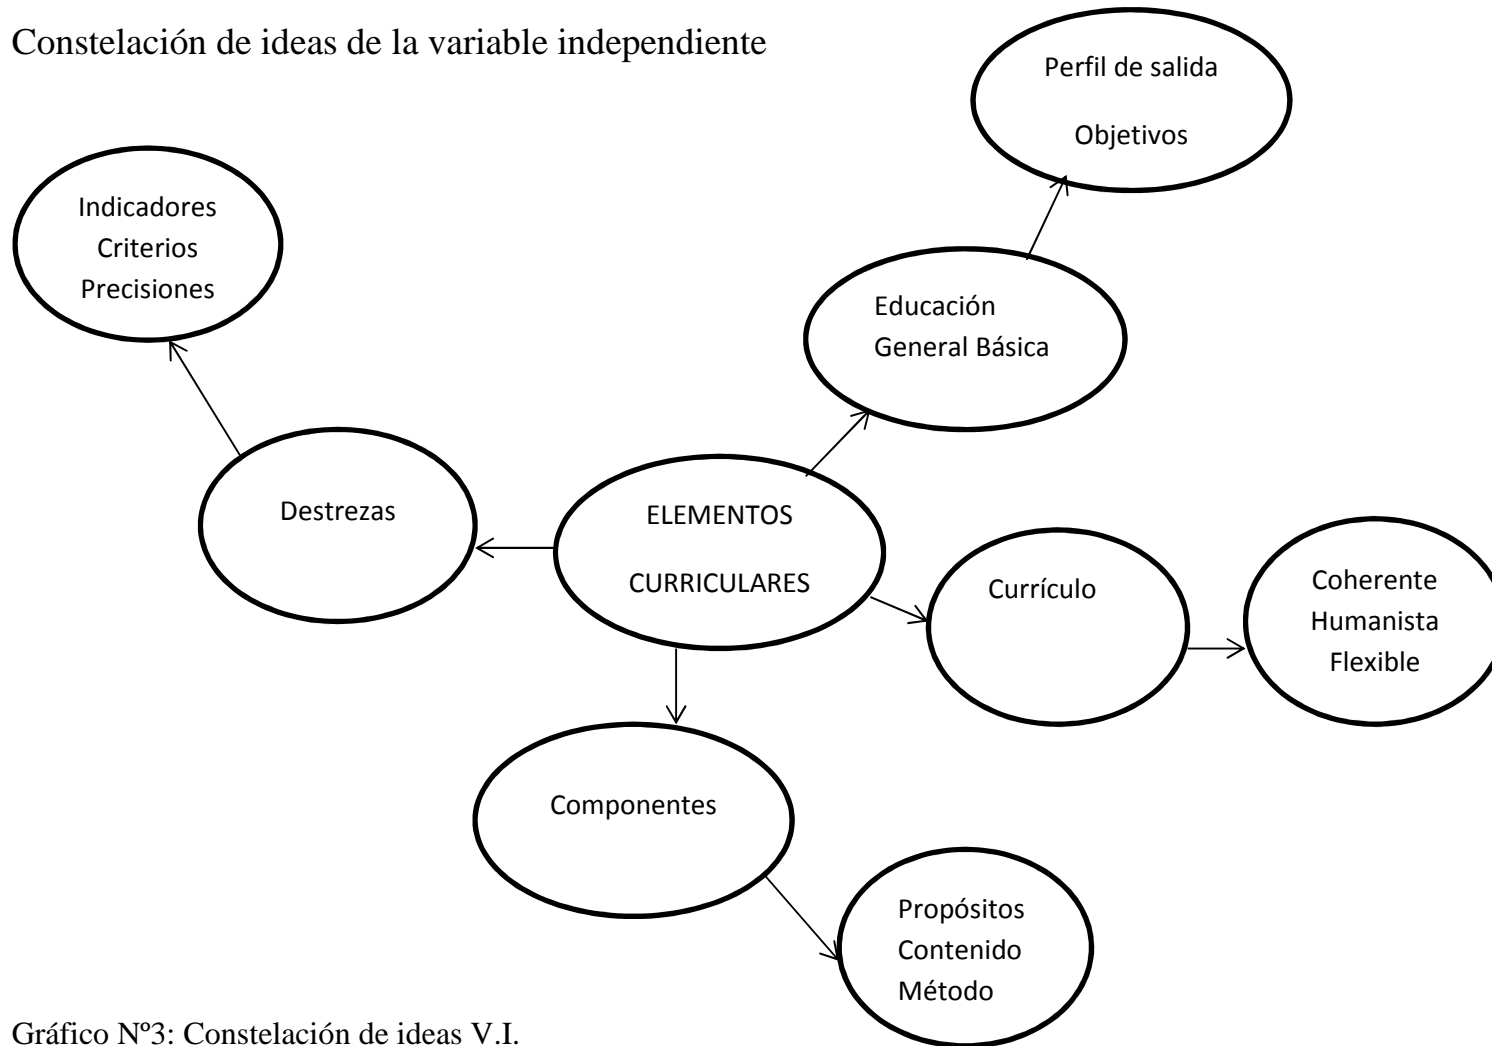 Constelación de ideas de la variable independiente
Perfil de salida
Objetivos
Indicadores
Criterios
Precisiones
Educación
General Básica
Destrezas
ELEMENTOS
CURRICULARES
Currículo
Coherente
Humanista
Flexible
Componentes
Propósitos
Contenido
Método
Gráfico Nº3: Constelación de ideas V.I.